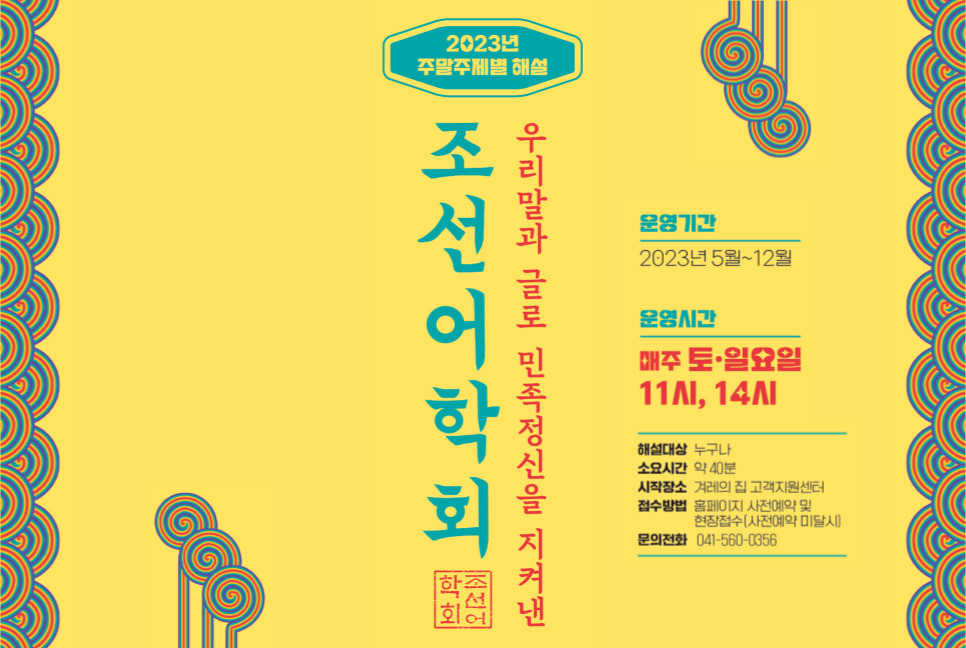 2023년
주말주제별 해설
우리말과 글로 민족정신을 지켜낸
조선어학회
조선어
학회
운영기간
2023년 5월~12월
운영시간
매주 토·일요일
11시, 14시
해설대상 누구나
소요시간 약 40분
시작장소 겨레의 집 고객지원센터
접수방법 홈페이지 사전예약 및
현장접수(사전예약 미달시)
문의전화 041-560-0356